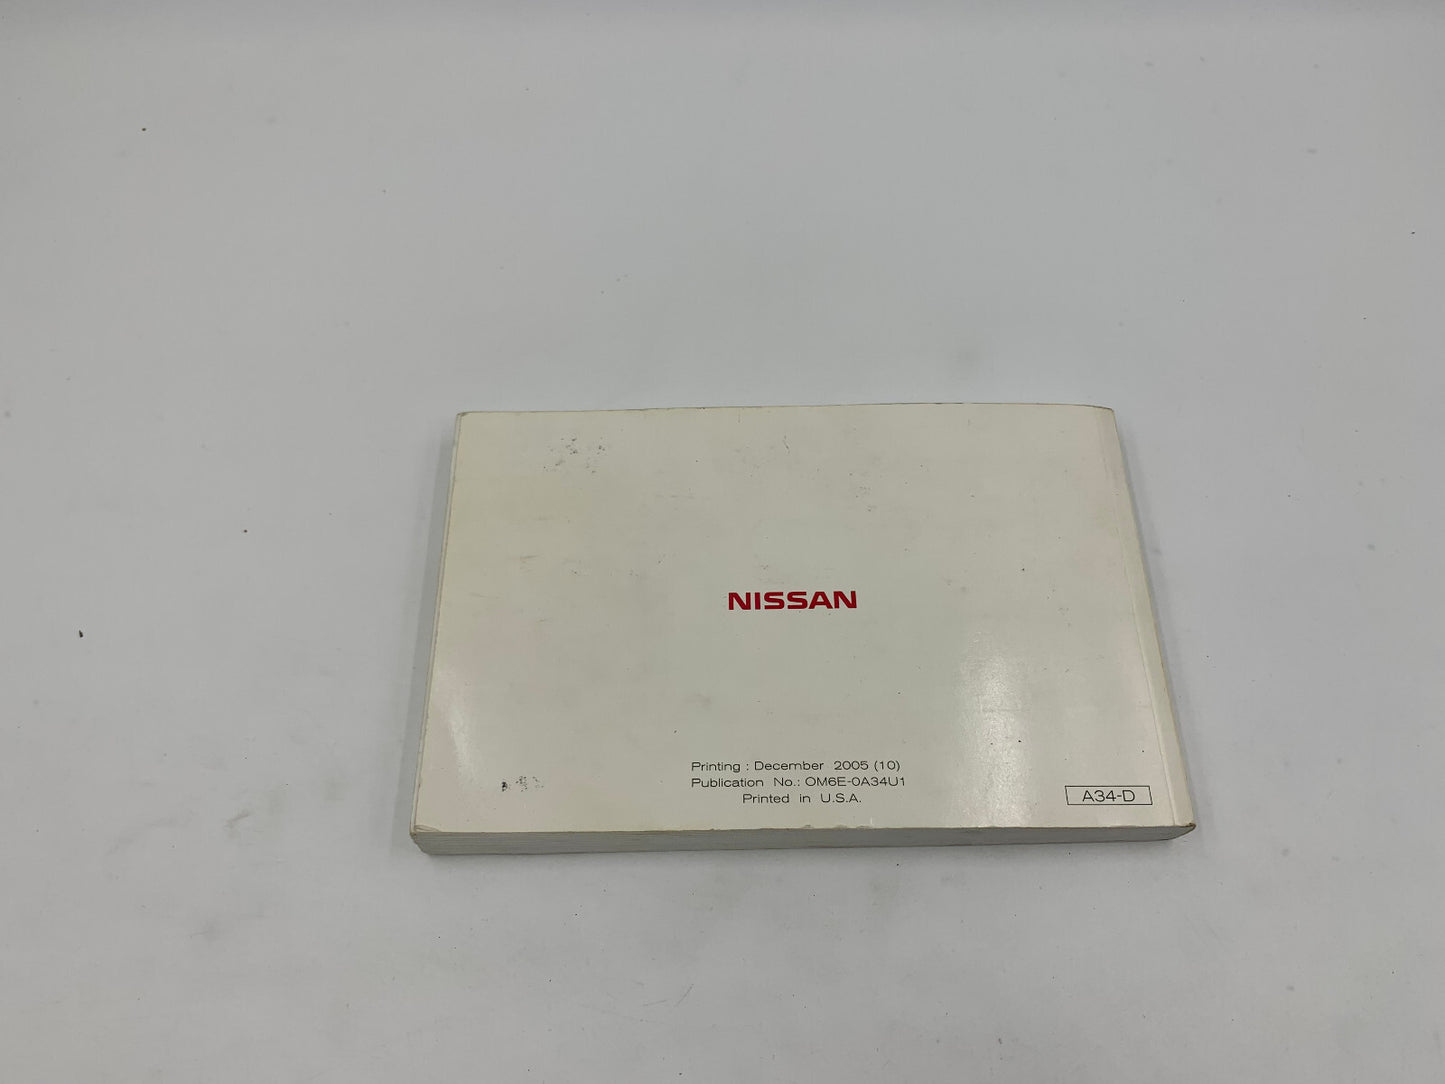 NISSAN
Printing : December 2005 (10)
Publication No.: OM6E-0A34U1
Printed in U.S.A.
A34-D